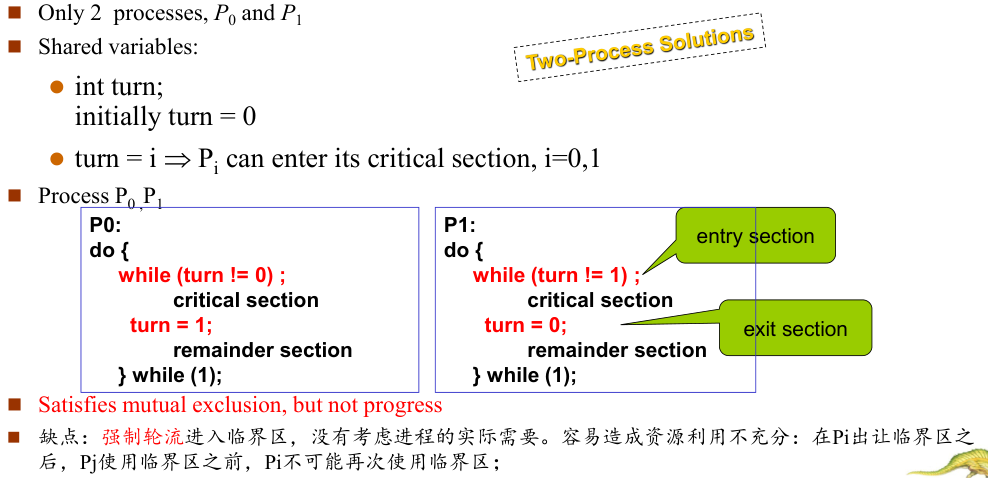 Only 2 processes, P0 and P1
Two-Process Solutions
Shared variables:
int turn;
initially turn = 0
turn = i ⇒ Pi can enter its critical section, i=0,1
Process P0 ,P1
P0:
do {
while (turn != 0) ;
critical section
turn = 1;
remainder section
} while (1);
P1:
do {
while (turn != 1) ;
critical section
turn = 0;
remainder section
} while (1);
entry section
exit section
Satisfies mutual exclusion, but not progress
缺点：强制轮流进入临界区，没有考虑进程的实际需要。容易造成资源利用不充分：在Pi出让临界区之
后，Pj使用临界区之前，Pi不可能再次使用临界区；